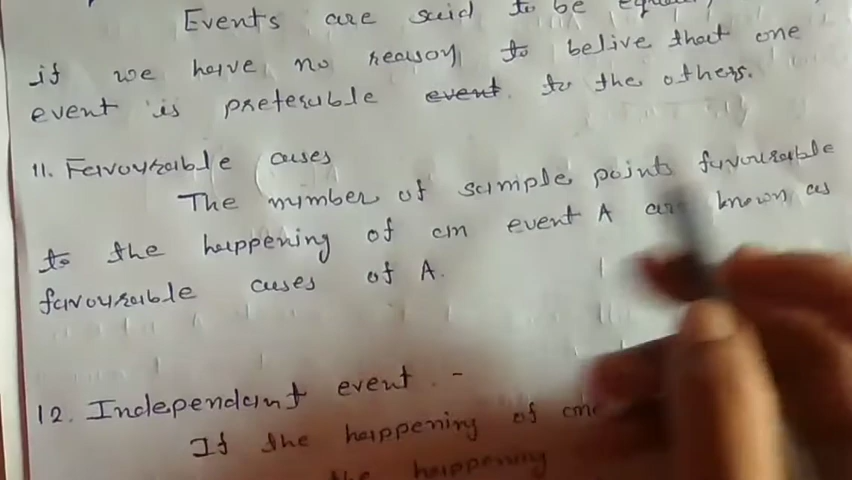 Events are said to be
if we have no reason to belive that one
event is preferable event to the others.
11. Favourable cases
The number of sample points favourable
to the happening of an event A are known as
favourable cases of A.
12. Independant event -
If the happening of
the happening